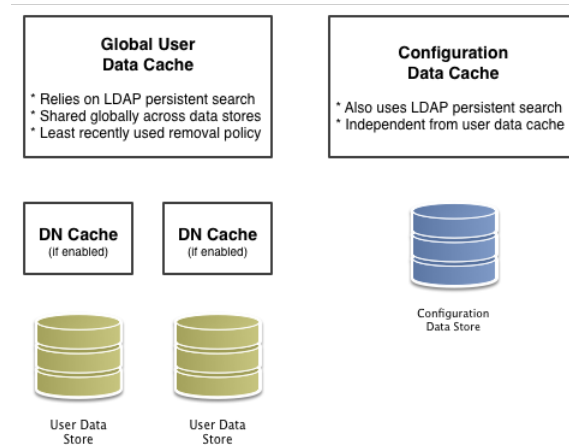 Global User
Data Cache
* Relies on LDAP persistent search
* Shared globally across data stores
* Least recently used removal policy
Configuration
Data Cache
* Also uses LDAP persistent search
* Independent from user data cache
DN Cache
(if enabled)
DN Cache
(if enabled)
Configuration
Data Store
User Data
Store
User Data
Store